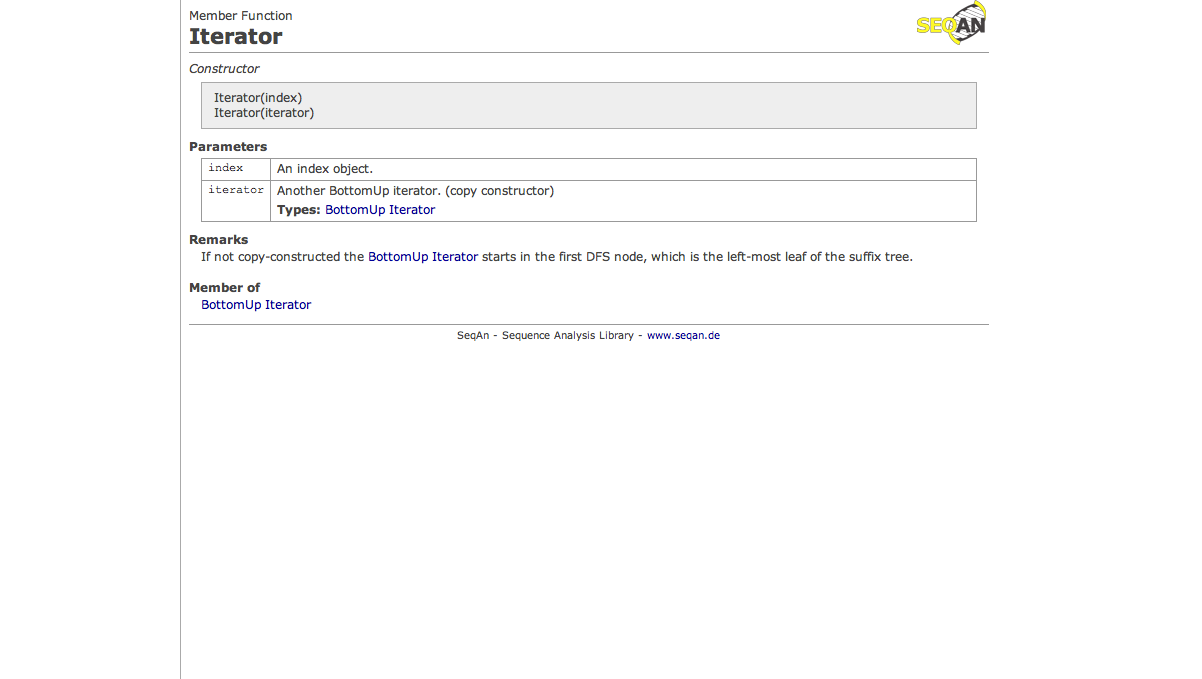 Member Function
SEQAN
Iterator
Constructor
Iterator(index)
Iterator(iterator)
Parameters
index An index object.
iterator Another BottomUp iterator. (copy constructor)
Types: BottomUp Iterator
Remarks
If not copy-constructed the BottomUp Iterator starts in the first DFS node, which is the left-most leaf of the suffix tree.
Member of
BottomUp Iterator
SeqAn - Sequence Analysis Library - www.seqan.de